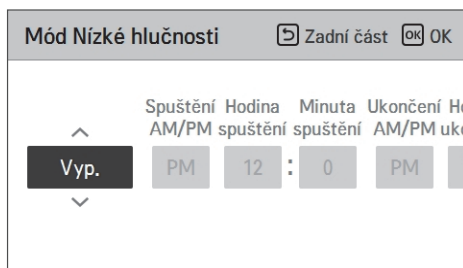 Mód Nízké hlučnosti Zadní část OK OK
Spuštění Hodina Minuta Ukončení
AM/PM spuštění spuštění AM/PM
Vyp. PM 12 : 0 PM